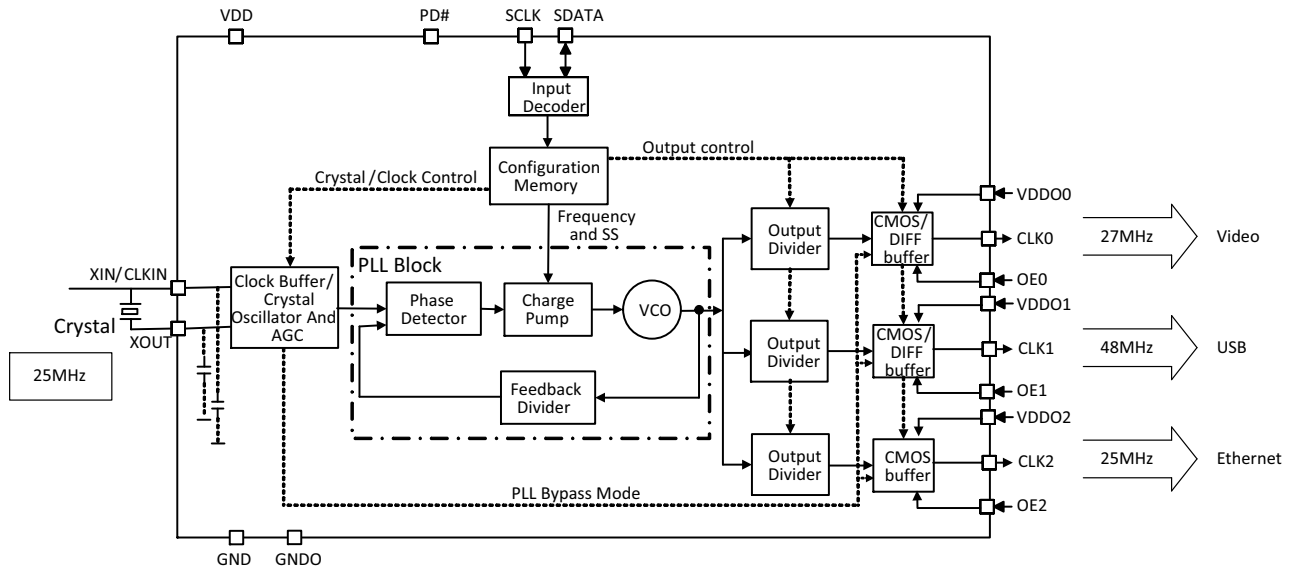 VDD
PD#
SCLK
SDATA
Input
Decoder
Output control
Configuration
Memory
Crystal /Clock Control
Frequency
and SS
Output
Divider
CMOS/
DIFF
buffer
VDDO0
CLK0
27MHz
Video
OE0
PLL Block
XIN/CLKIN
Clock Buffer/
Crystal
Oscillator And
AGC
Phase
Detector
Charge
Pump
VCO
Crystal
XOUT
25MHz
Output
Divider
CMOS/
DIFF
buffer
VDDO1
CLK1
48MHz
USB
OE1
Feedback
Divider
Output
Divider
CMOS
buffer
VDDO2
CLK2
25MHz
Ethernet
OE2
PLL Bypass Mode
GND
GNDO